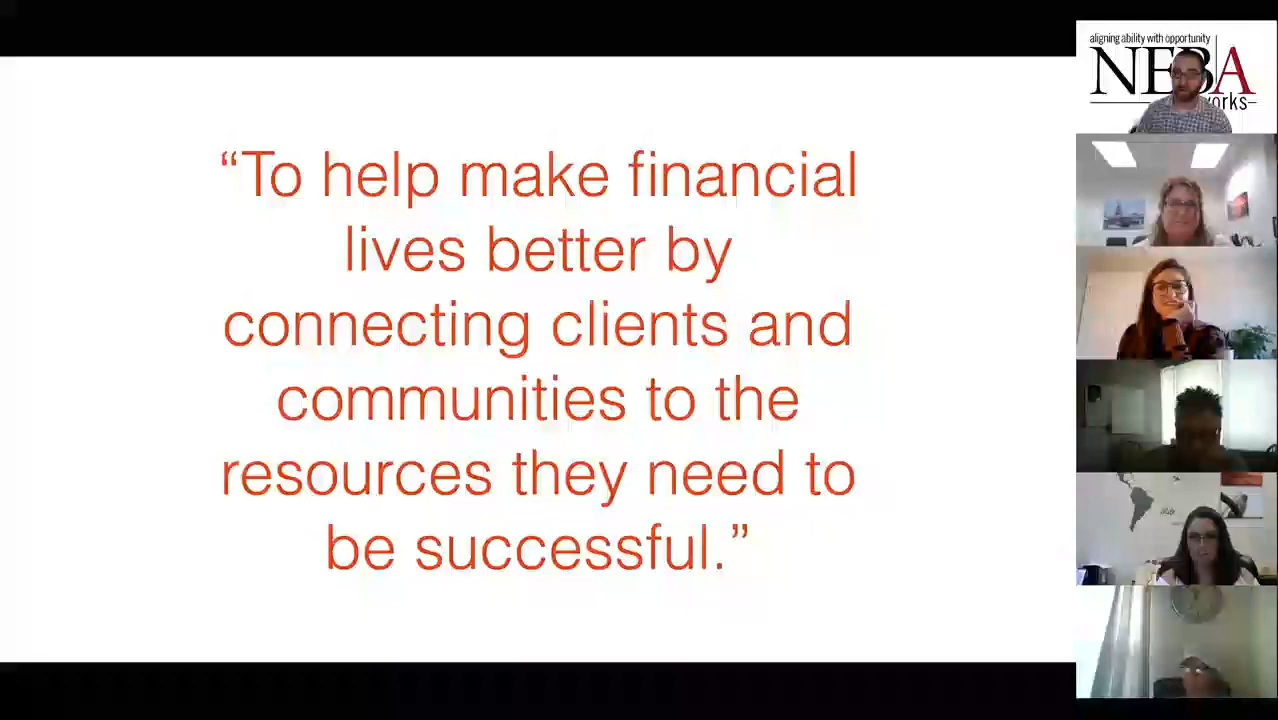 “To help make financial
lives better by
connecting clients and
communities to the
resources they need to
be successful.”
aligning ability with opportunity